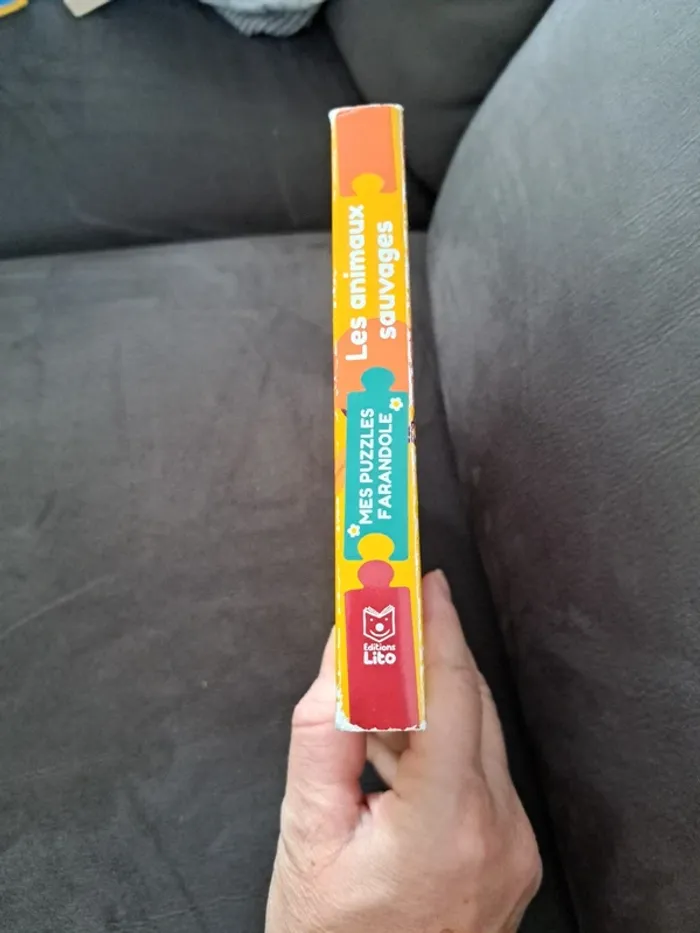 Les animaux
sauvages
MES PUZZLES
FARANDOLE
Editions
Lito